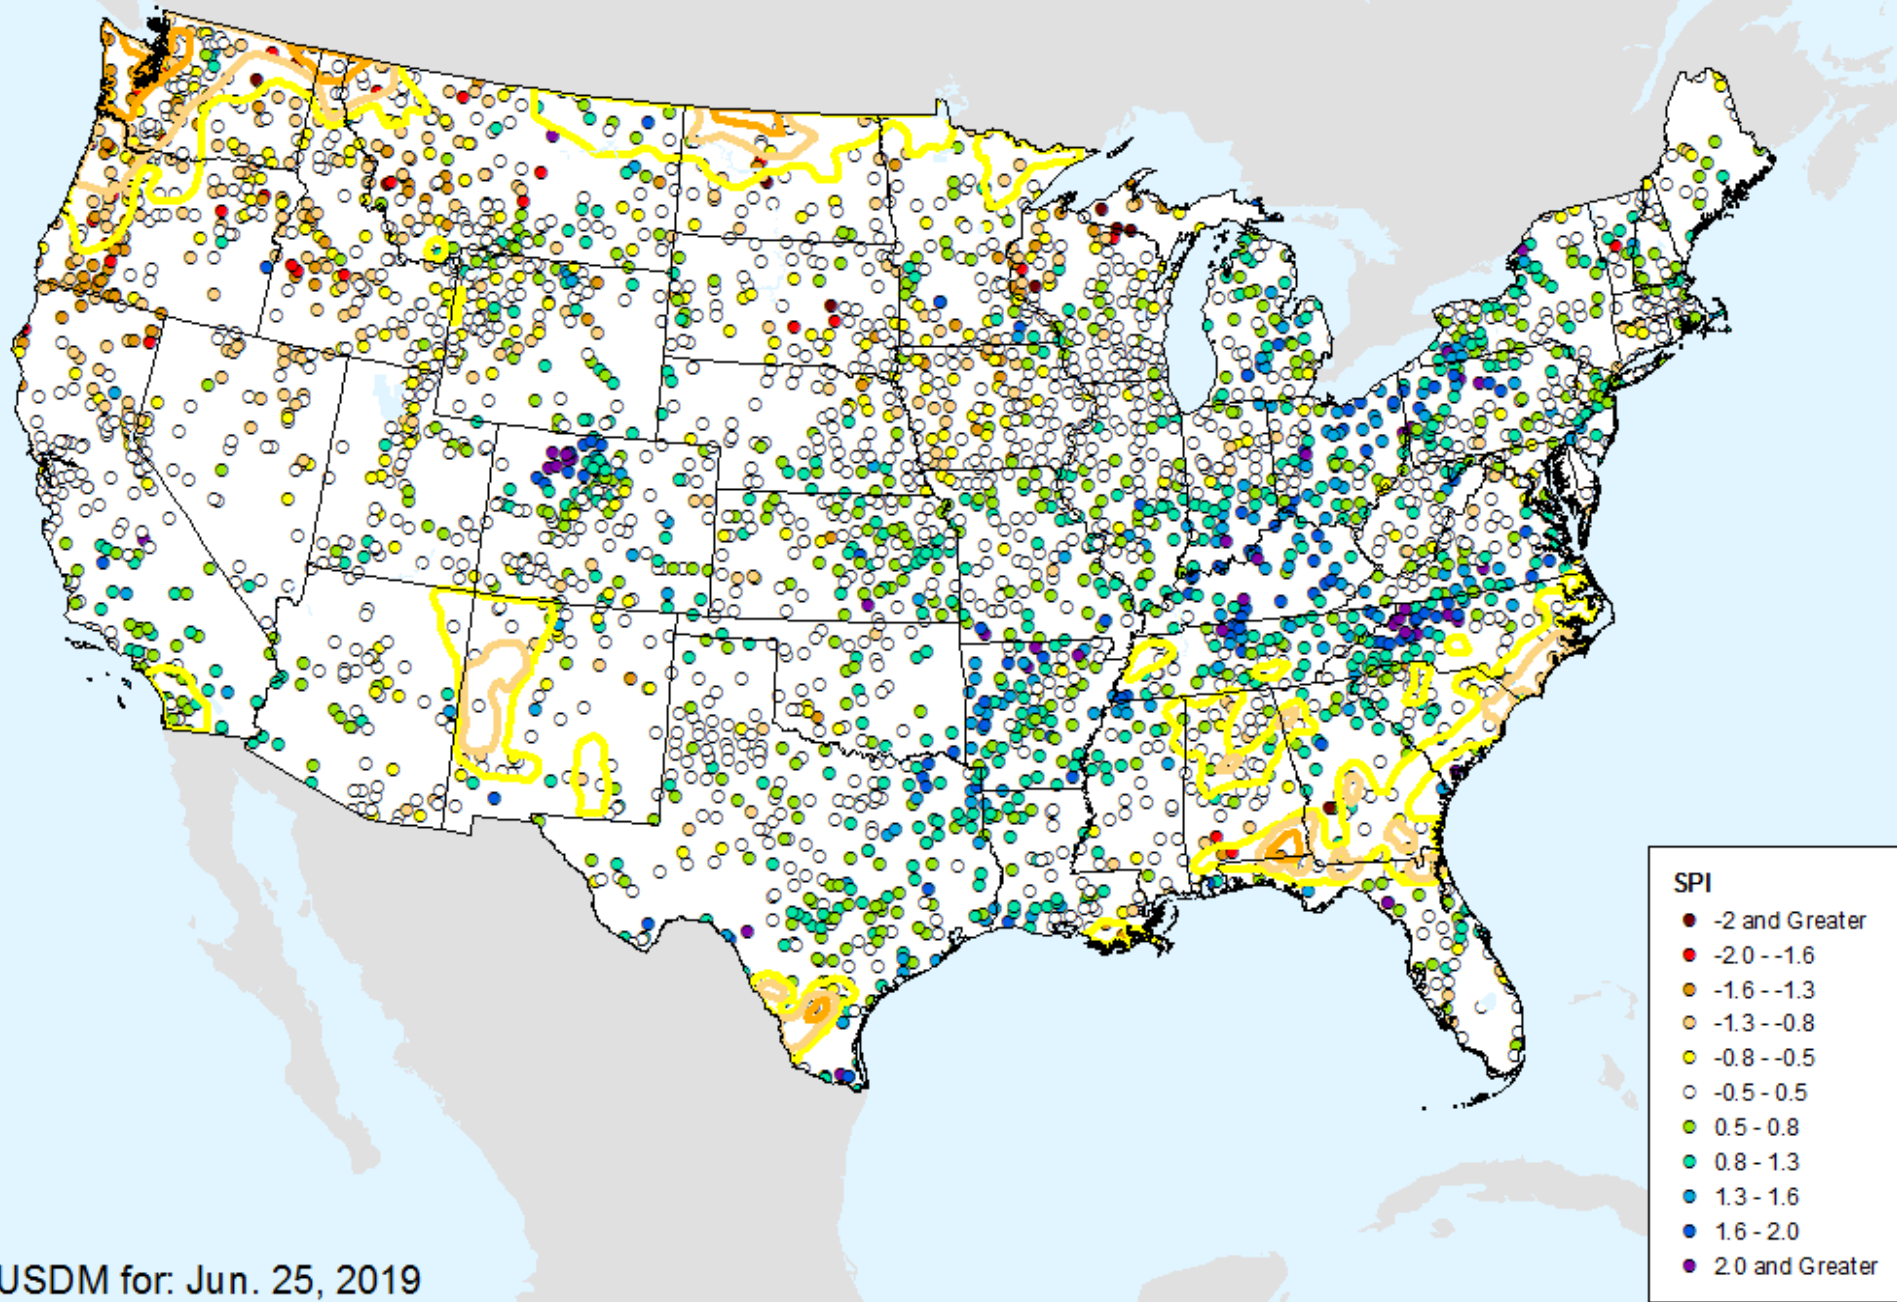 SPI
-2 and Greater
-2.0 - -1.6
-1.6 - -1.3
-1.3 - -0.8
-0.8 - -0.5
-0.5 - 0.5
0.5 - 0.8
0.8 - 1.3
1.3 - 1.6
1.6 - 2.0
2.0 and Greater
USDM for: Jun. 25, 2019